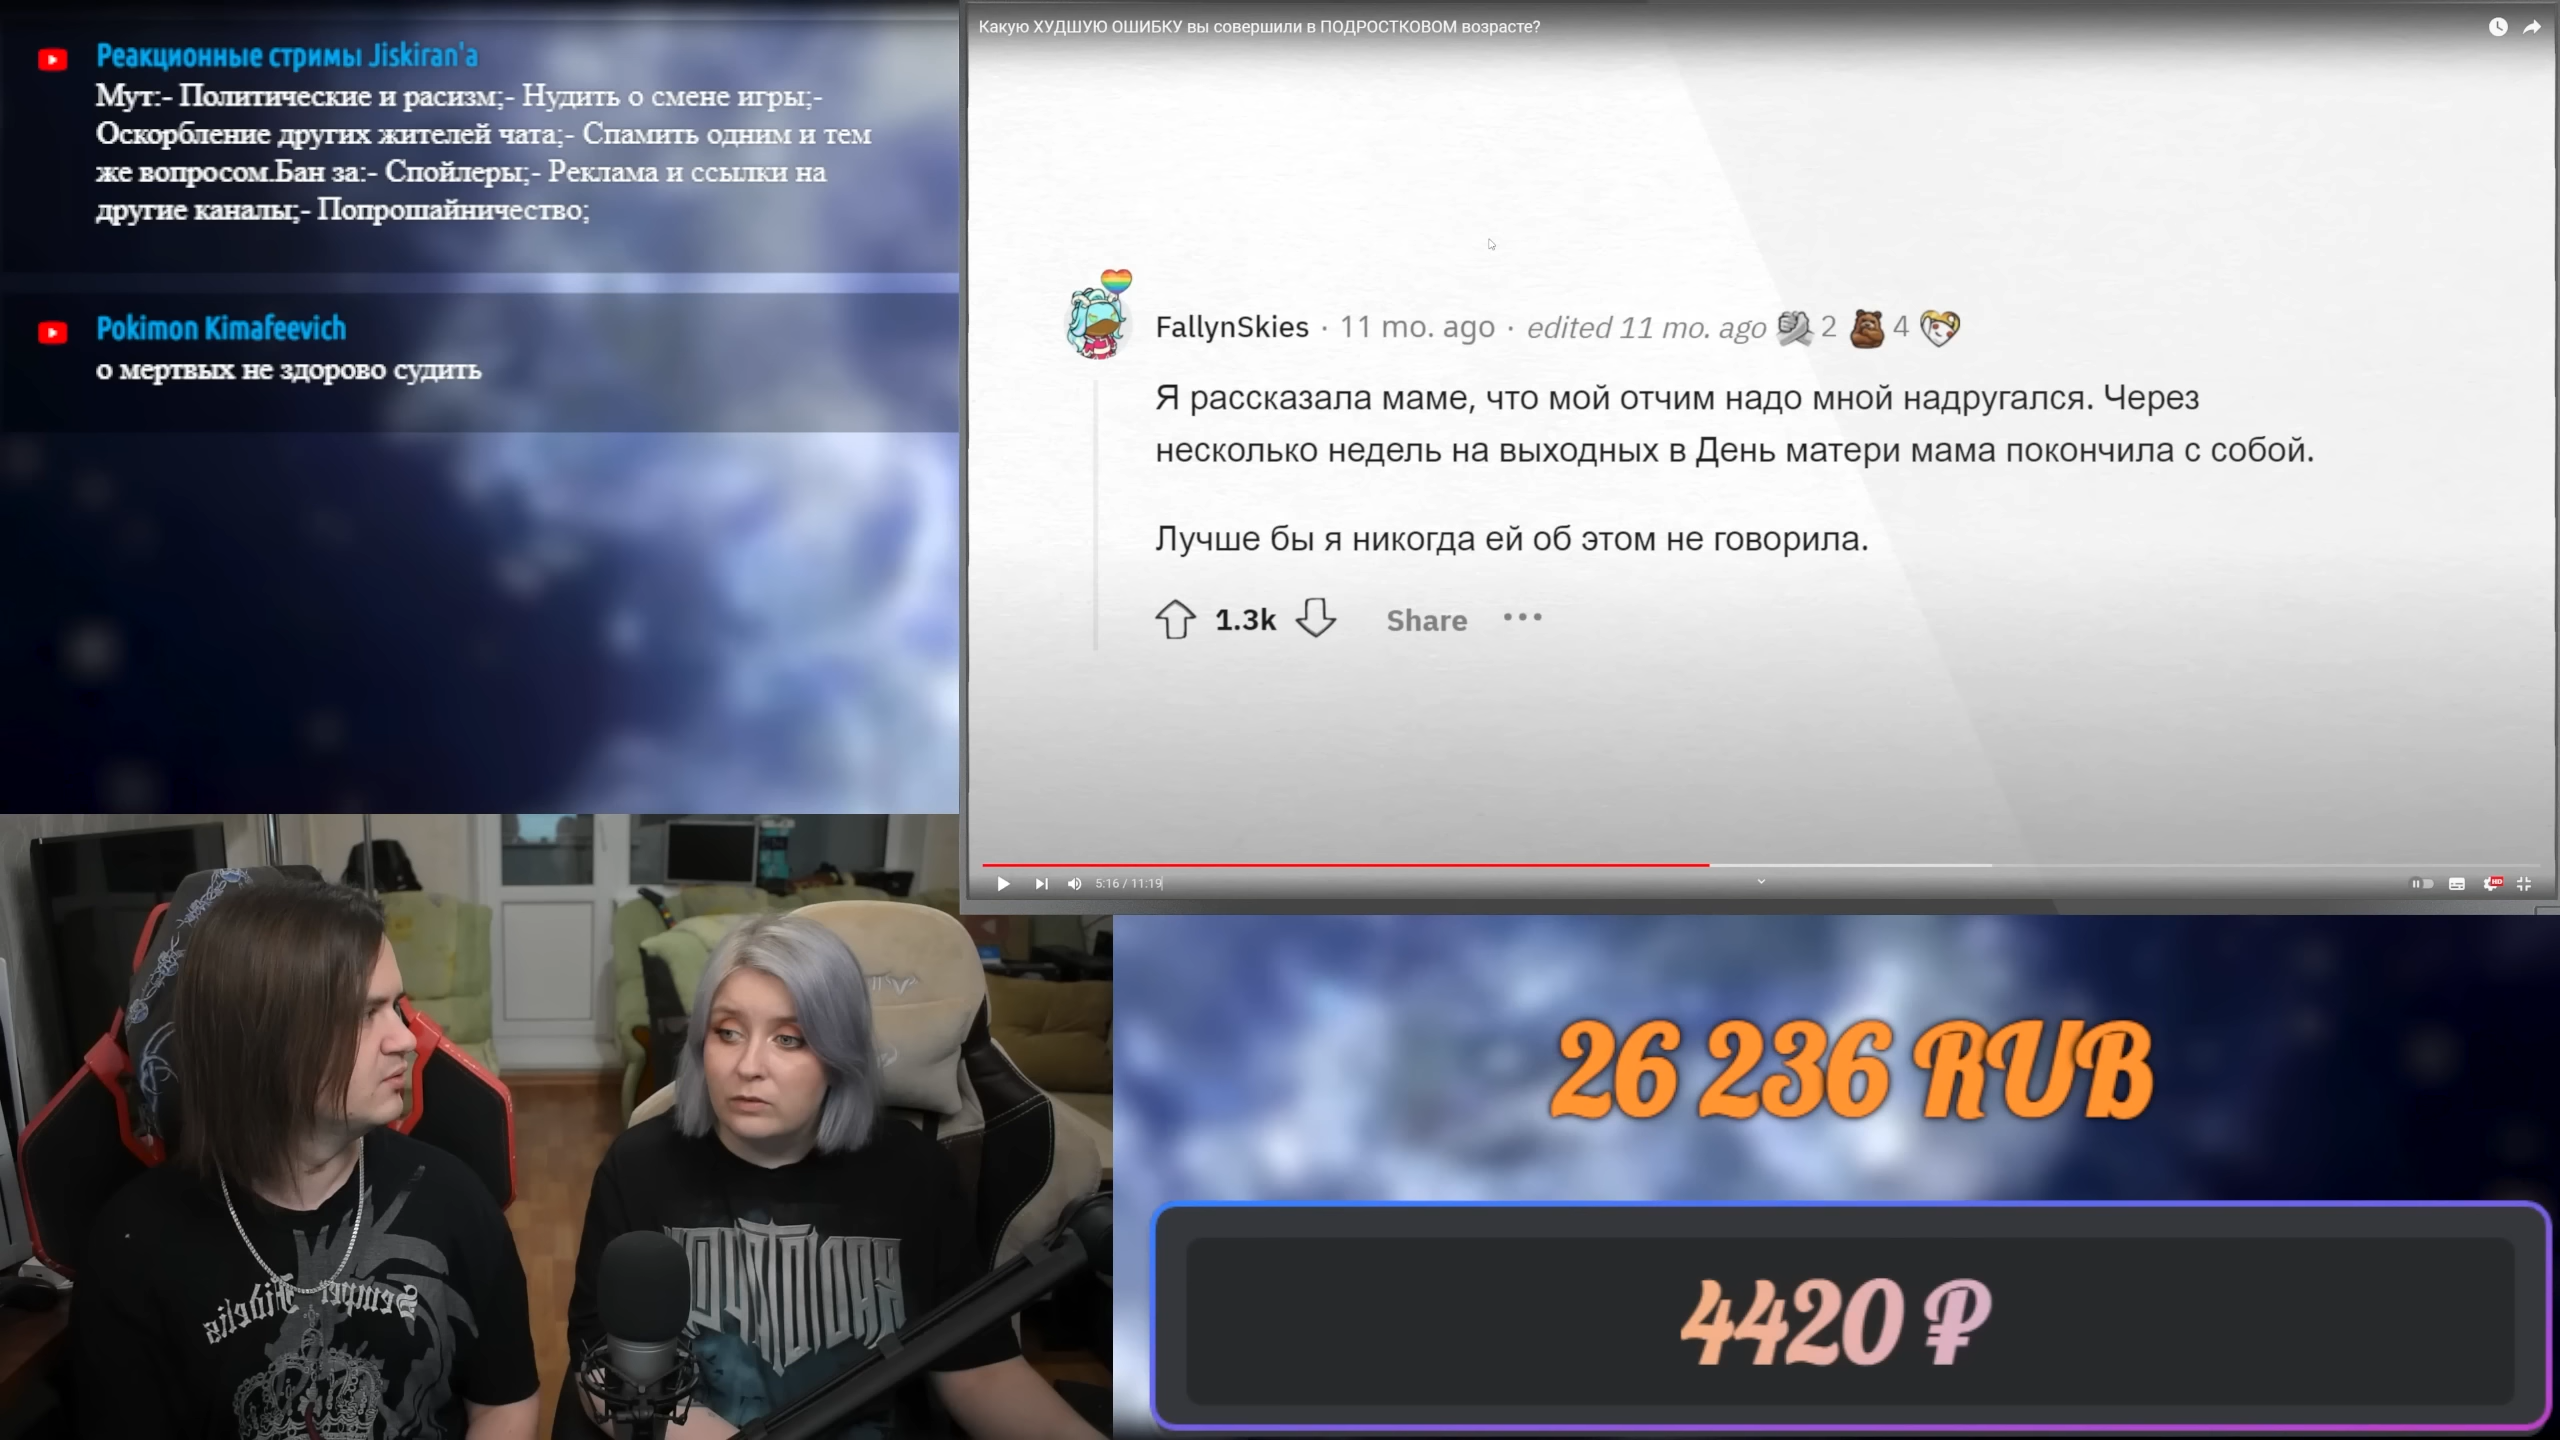 Реакционные стримы Jiskiran'a
Мут:- Политические и расизм;- Нудить о смене игры;-
Оскорбление других жителей чата;- Спамить одним и тем
же вопросом.Бан за:- Спойлеры;- Реклама и ссылки на
другие каналы;- Попрошайничество;
Pokimon Kimafeevich
о мертвых не здорово судить
Какую ХУДШУЮ ОШИБКУ вы совершили в ПОДРОСТКОВОМ возрасте?
FallynSkies · 11 mo. ago · edited 11 mo. ago 2 4
Я рассказала маме, что мой отчим надо мной надругался. Через
несколько недель на выходных в День матери мама покончила с собой.
Лучше бы я никогда ей об этом не говорила.
1.3k Share
5:16 / 11:19
HD
Semper Fidelis
26 236 RUB
4420 ₽